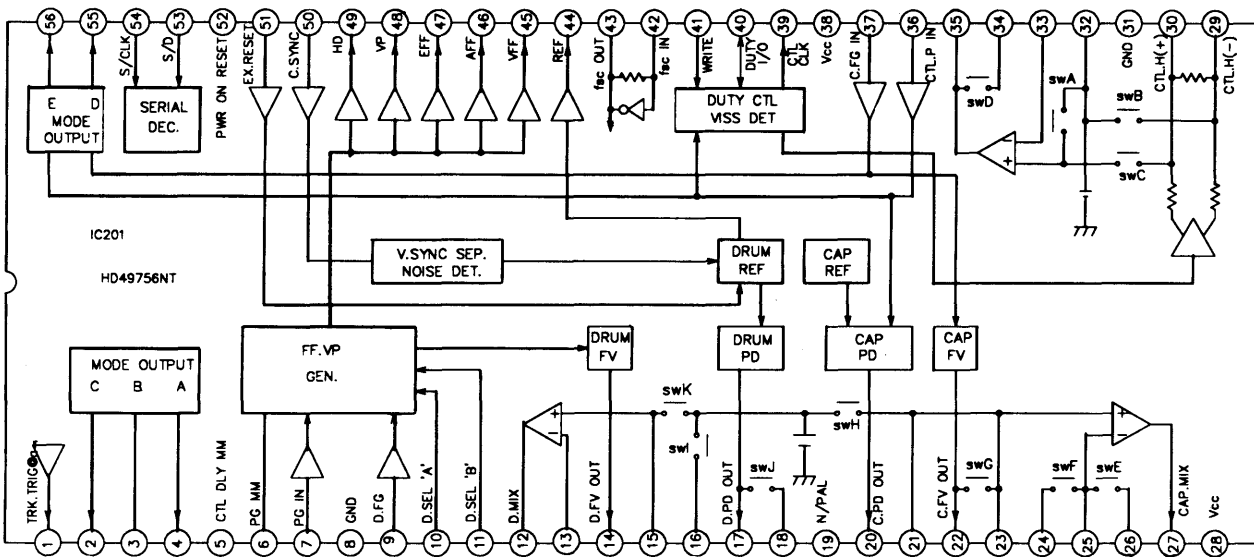 56 55 54 53 52 51 50 49 48 47 46 45 44 43 42 41 40 39 38 37 36 35 34 33 32 31 30 29
S/CLK
S/D
PWR ON RESET
EX.RESET
C.SYNC
HD
VP
EFF
AFF
VFF
REF
fsc OUT
fsc IN
WRITE
DUTY I/O
CTL CLK
Vcc
C.FG IN
CTL.P IN
GND
CTL.H(+)
CTL.H(-)
E D
MODE
OUTPUT
SERIAL
DEC.
DUTY CTL
VISS DET
swD
swA
swB
swC
- +
IC201
HD49756NT
V.SYNC SEP.
NOISE DET.
DRUM
REF
CAP
REF
FF.VP
GEN.
DRUM
FV
DRUM
PD
CAP
PD
CAP
FV
MODE OUTPUT
C B A
swK
swI
swH
swJ
swG
swF
swE
+ -
+ -
TRK.TRIG
CTL DLY MM
PG MM
PG IN
GND
D.FG
D.SEL 'A'
D.SEL 'B'
D.MIX
D.FV OUT
D.PD OUT
N/PAL
C.PD OUT
C.FV OUT
CAP.MIX
Vcc
1 2 3 4 5 6 7 8 9 10 11 12 13 14 15 16 17 18 19 20 21 22 23 24 25 26 27 28